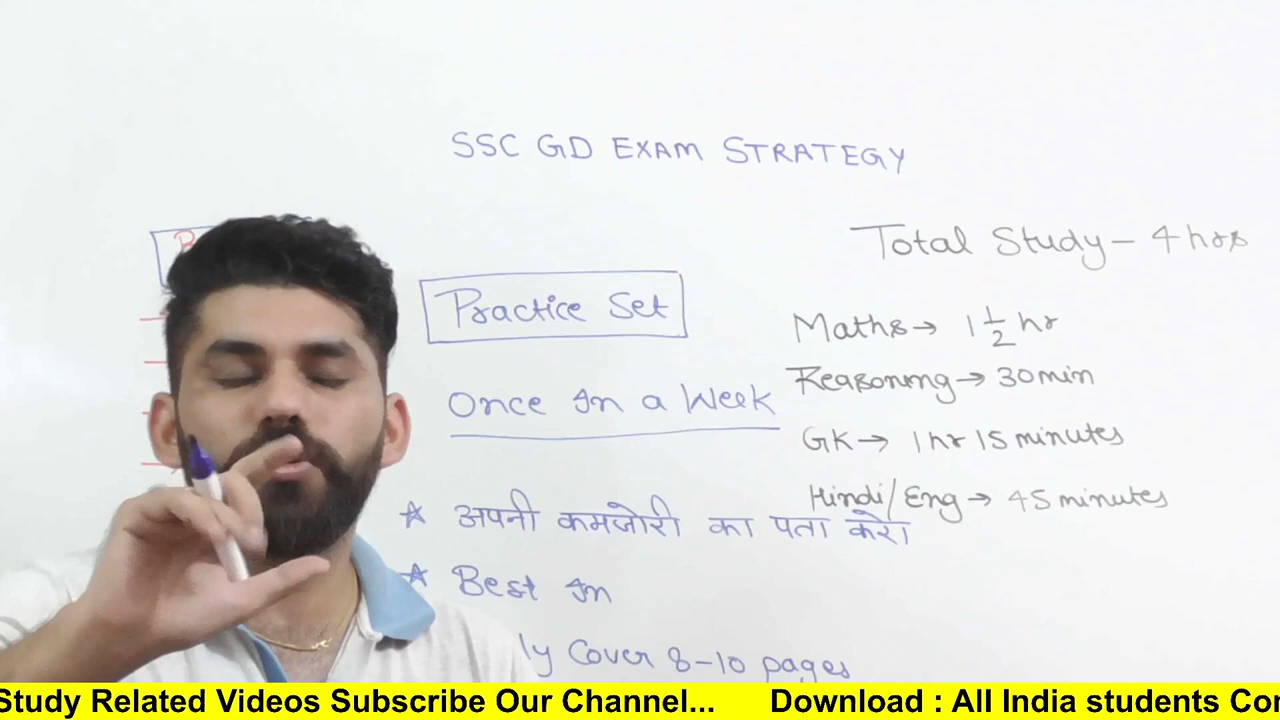 SSC GD EXAM STRATEGY
Total Study - 4 hrs
Practice Set
Maths → 1 1/2 hr
Reasoning → 30 min
Once In a Week
GK → 1 hr 15 minutes
Hindi/Eng → 45 minutes
☆ अपनी कमजोरी का पता करो
☆ Best In
ly Cover 8-10 pages
Study Related Videos Subscribe Our Channel... Download : All India students Con